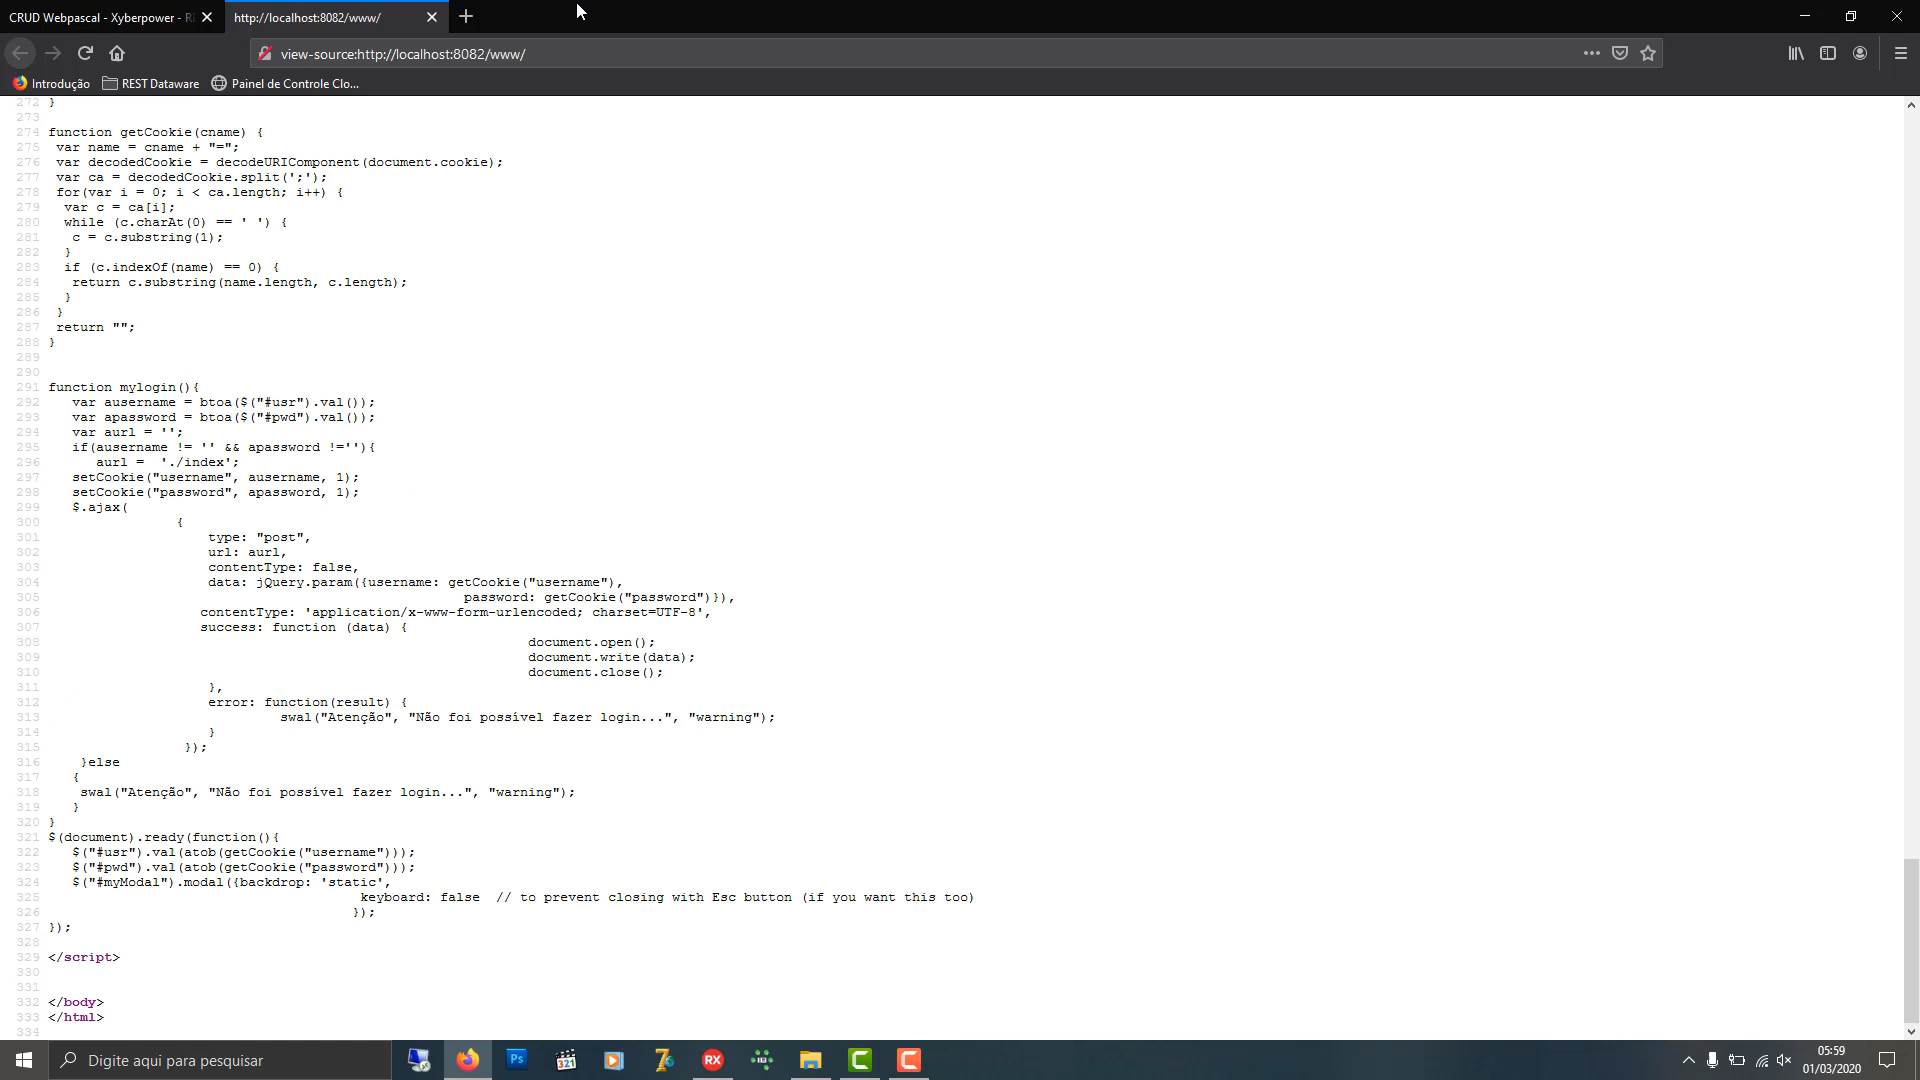 CRUD Webpascal - Xyberpower - R
http://localhost:8082/www/
view-source:http://localhost:8082/www/
Introdução REST Dataware Painel de Controle Clo...
272 }
273
274 function getCookie(cname) {
275 var name = cname + "=";
276 var decodedCookie = decodeURIComponent(document.cookie);
277 var ca = decodedCookie.split(';');
278 for(var i = 0; i < ca.length; i++) {
279 var c = ca[i];
280 while (c.charAt(0) == ' ') {
281 c = c.substring(1);
282 }
283 if (c.indexOf(name) == 0) {
284 return c.substring(name.length, c.length);
285 }
286 }
287 return "";
288 }
289
290
291 function mylogin(){
292 var ausername = btoa($("#usr").val());
293 var apassword = btoa($("#pwd").val());
294 var aurl = '';
295 if(ausername != '' && apassword !=''){
296 aurl = './index';
297 setCookie("username", ausername, 1);
298 setCookie("password", apassword, 1);
299 $.ajax(
300 {
301 type: "post",
302 url: aurl,
303 contentType: false,
304 data: jQuery.param({username: getCookie("username"),
305 password: getCookie("password")}),
306 contentType: 'application/x-www-form-urlencoded; charset=UTF-8',
307 success: function (data) {
308 document.open();
309 document.write(data);
310 document.close();
311 },
312 error: function(result) {
313 swal("Atenção", "Não foi possível fazer login...", "warning");
314 }
315 });
316 }else
317 {
318 swal("Atenção", "Não foi possível fazer login...", "warning");
319 }
320 }
321 $(document).ready(function(){
322 $("#usr").val(atob(getCookie("username")));
323 $("#pwd").val(atob(getCookie("password")));
324 $("#myModal").modal({backdrop: 'static',
325 keyboard: false // to prevent closing with Esc button (if you want this too)
326 });
327 });
328
329 </script>
330
331
332 </body>
333 </html>
334
Digite aqui para pesquisar
Ps
321
RX
05:59
01/03/2020